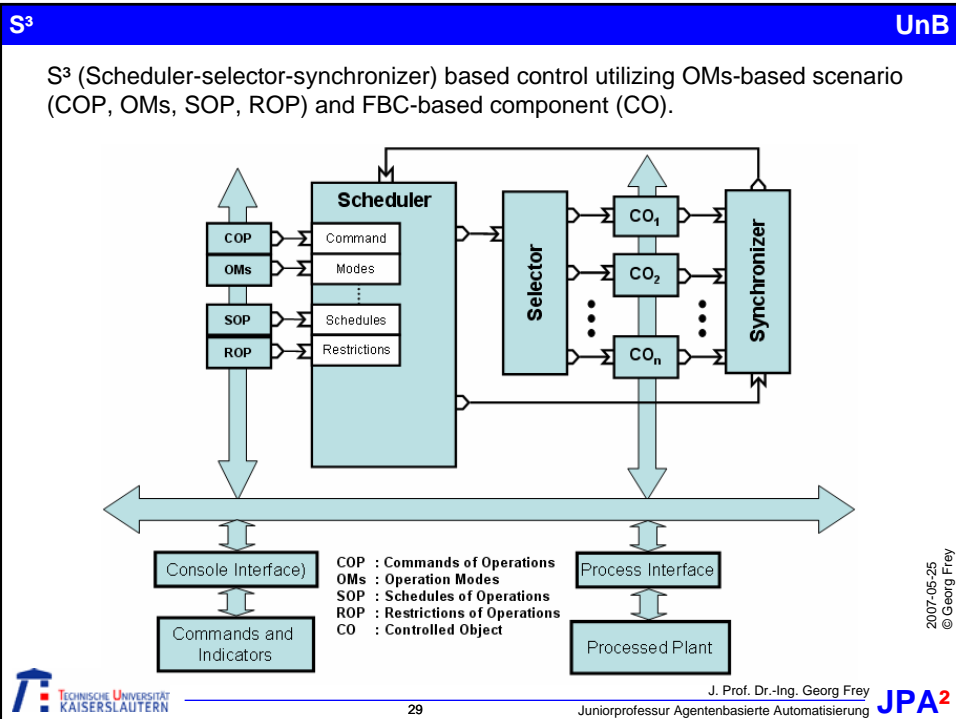 S³
UnB
S³ (Scheduler-selector-synchronizer) based control utilizing OMs-based scenario
(COP, OMs, SOP, ROP) and FBC-based component (CO).
Scheduler
COP
Command
OMs
Modes
SOP
Schedules
ROP
Restrictions
Selector
CO1
CO2
COn
Synchronizer
Console Interface)
Commands and
Indicators
COP : Commands of Operations
OMs : Operation Modes
SOP : Schedules of Operations
ROP : Restrictions of Operations
CO : Controlled Object
Process Interface
Processed Plant
2007-05-25
© Georg Frey
TECHNISCHE UNIVERSITÄT
KAISERSLAUTERN
29
J. Prof. Dr.-Ing. Georg Frey
Juniorprofessur Agentenbasierte Automatisierung
JPA²